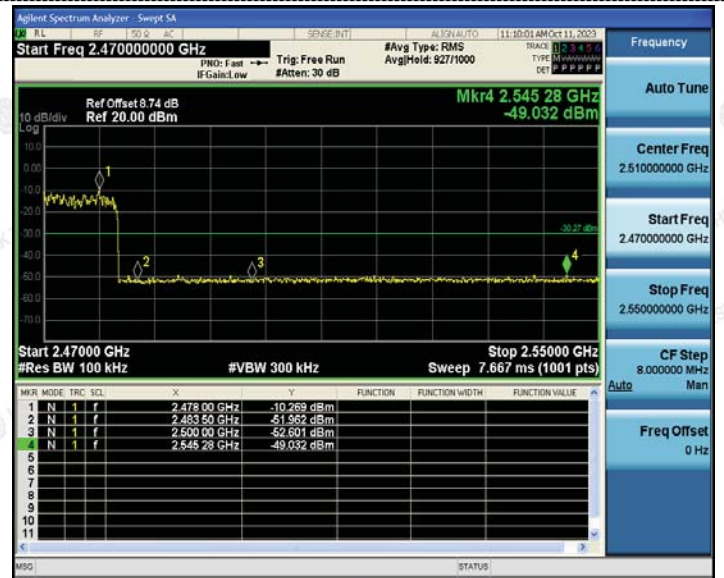 Agilent Spectrum Analyzer - Swept SA
RL RF 50 Ω AC SENSE:INT ALIGN AUTO 11:10:01 AM Oct 11, 2023
Start Freq 2.470000000 GHz
PNO: Fast
IFGain:Low
Trig: Free Run
#Atten: 30 dB
#Avg Type: RMS
Avg|Hold: 927/1000
TRACE 1 2 3 4 5 6
TYPE M
DET P P P P P P
Ref Offset 8.74 dB
Ref 20.00 dBm
10 dB/div
Log
Mkr4 2.545 28 GHz
-49.032 dBm
10.0
0.00
-10.0
-20.0
-30.0
-40.0
-50.0
-60.0
-70.0
1
2
3
4
-30.27 dBm
Start 2.47000 GHz
Stop 2.55000 GHz
#Res BW 100 kHz
#VBW 300 kHz
Sweep 7.667 ms (1001 pts)
MKR MODE TRC SCL X Y FUNCTION FUNCTION WIDTH FUNCTION VALUE
1 N 1 f 2.478 00 GHz -10.269 dBm
2 N 1 f 2.483 50 GHz -51.962 dBm
3 N 1 f 2.500 00 GHz -52.601 dBm
4 N 1 f 2.545 28 GHz -49.032 dBm
5
6
7
8
9
10
11
MSG
STATUS
Frequency
Auto Tune
Center Freq
2.510000000 GHz
Start Freq
2.470000000 GHz
Stop Freq
2.550000000 GHz
CF Step
8.000000 MHz
Auto Man
Freq Offset
0 Hz